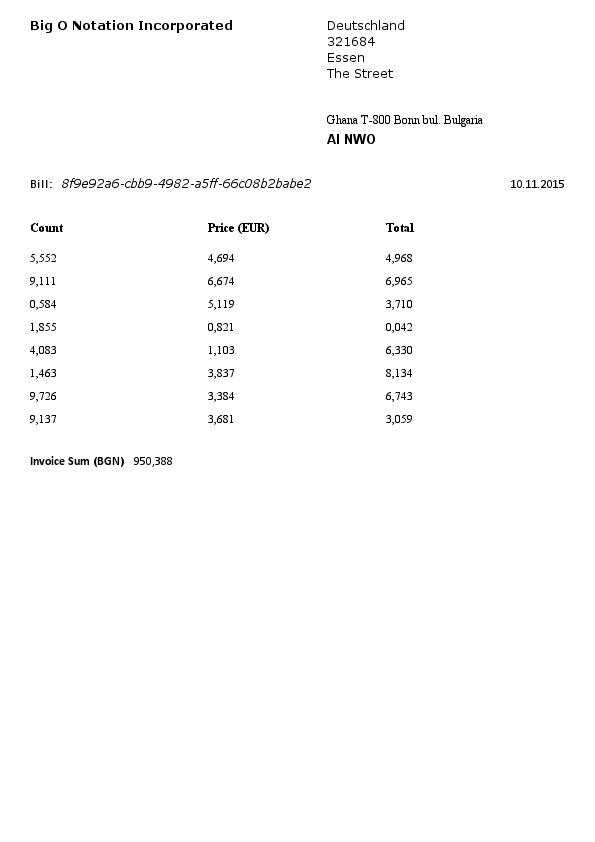 Big O Notation Incorporated
Deutschland
321684
Essen
The Street
Ghana T-800 Bonn bul. Bulgaria
AI NWO
Bill: 8f9e92a6-cbb9-4982-a5ff-66c08b2babe2 10.11.2015
Count Price (EUR) Total
5,552 4,694 4,968
9,111 6,674 6,965
0,584 5,119 3,710
1,855 0,821 0,042
4,083 1,103 6,330
1,463 3,837 8,134
9,726 3,384 6,743
9,137 3,681 3,059
Invoice Sum (BGN) 950,388